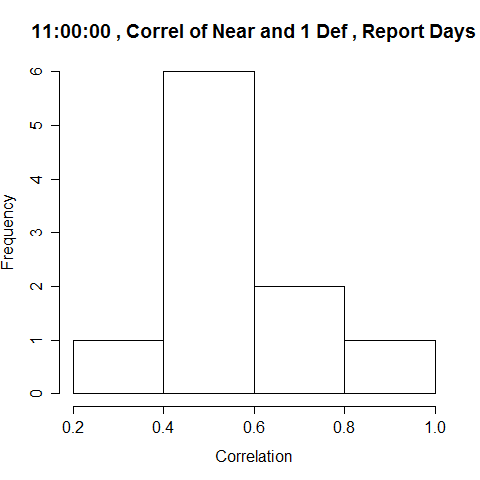 11:00:00 , Correl of Near and 1 Def , Report Days
Frequency
6
5
4
3
2
1
0
0.2 0.4 0.6 0.8 1.0
Correlation